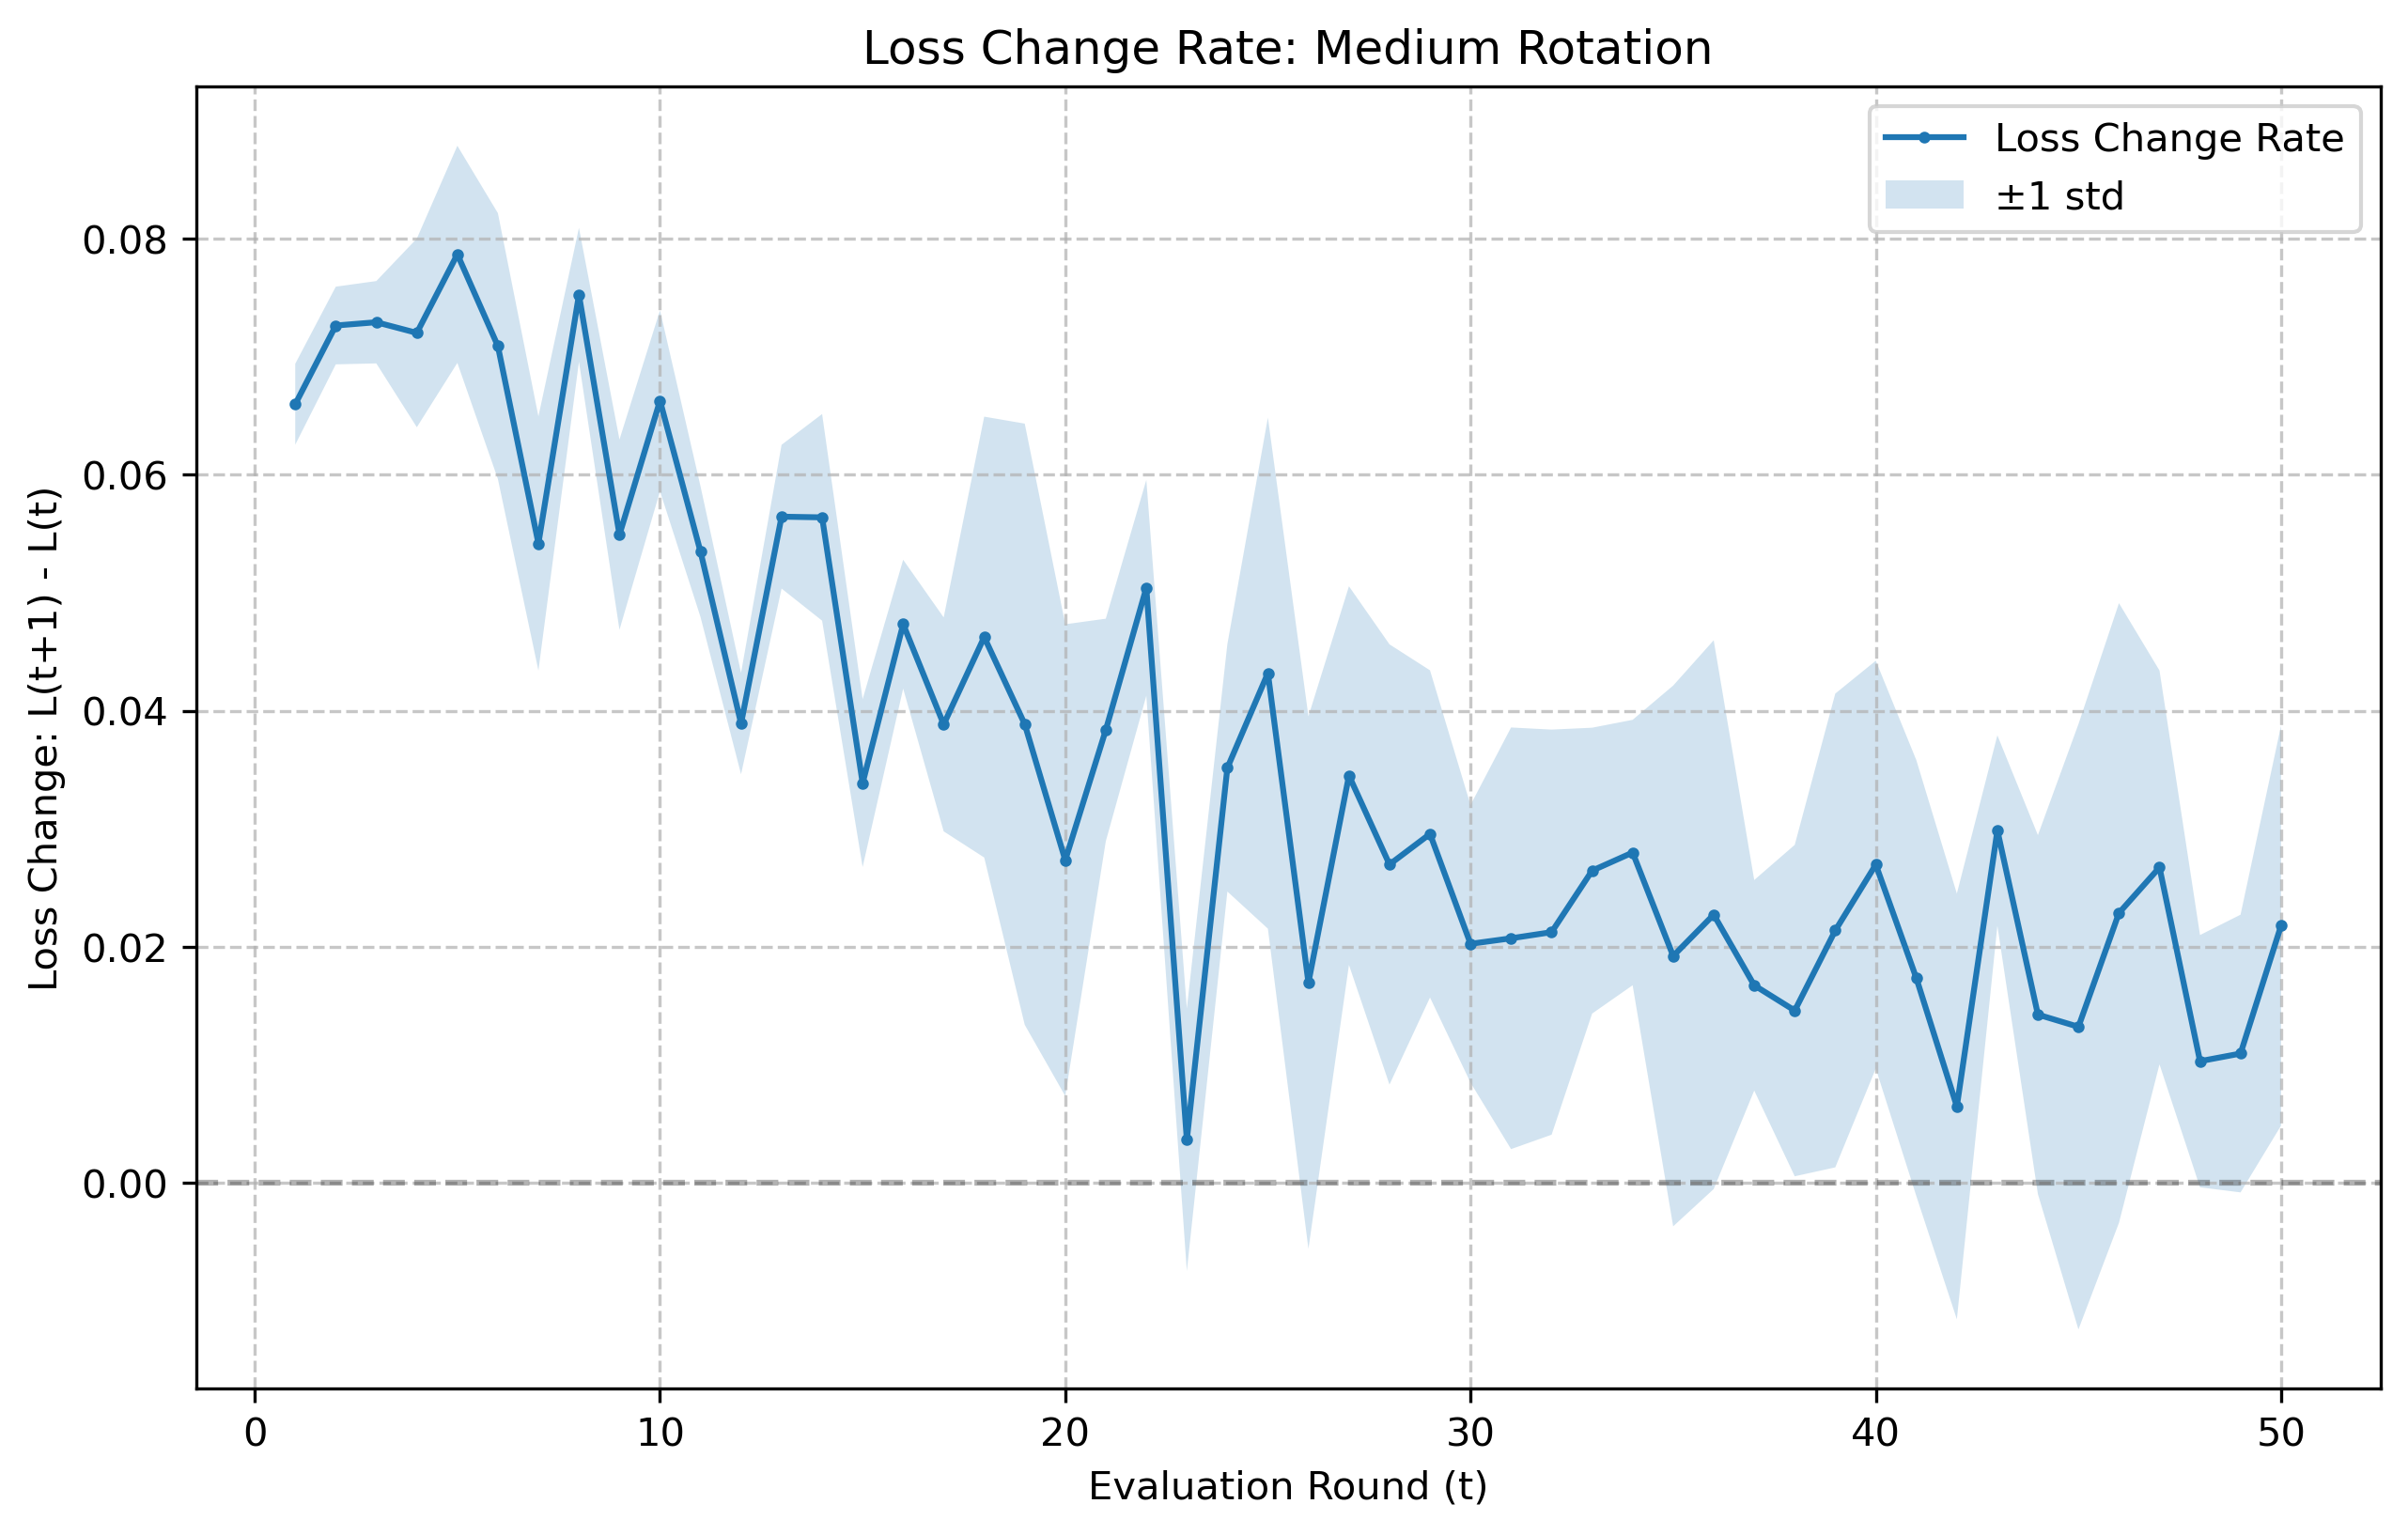 Loss Change Rate: Medium Rotation
Loss Change Rate
±1 std
Loss Change: L(t+1) - L(t)
0.08
0.06
0.04
0.02
0.00
0
10
20
30
40
50
Evaluation Round (t)